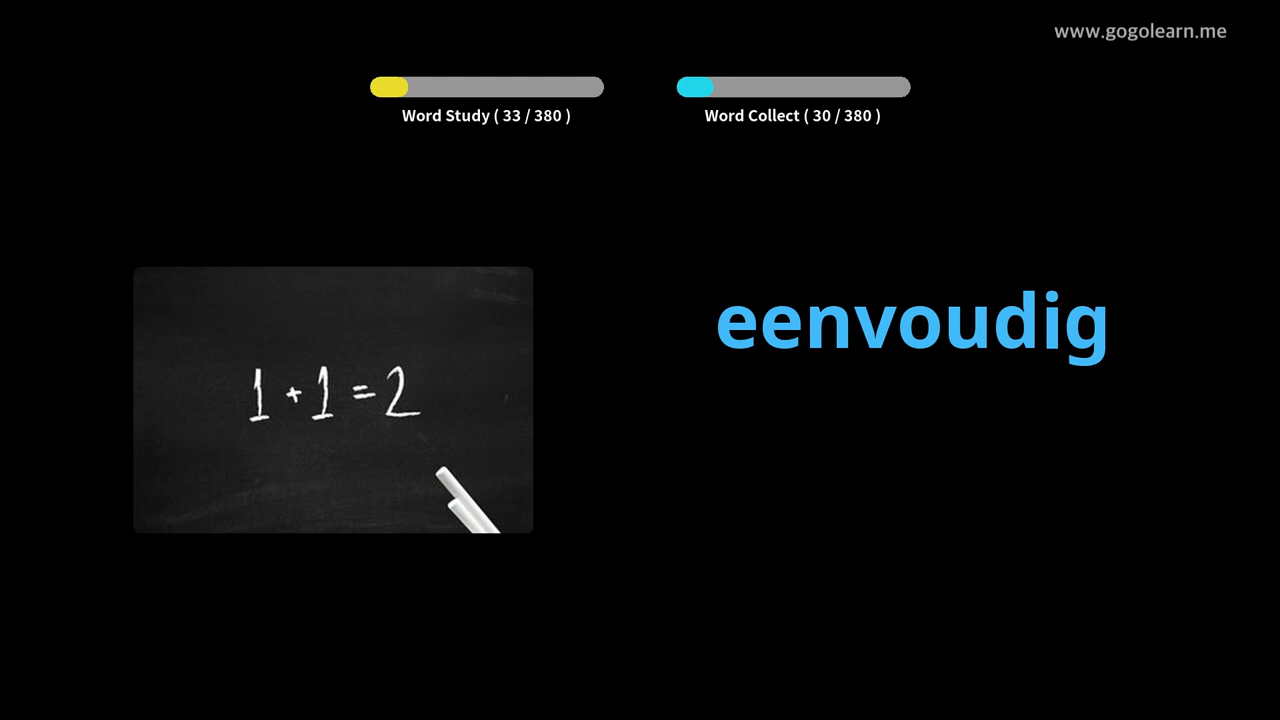 www.gogolearn.me
Word Study ( 33 / 380 )
Word Collect ( 30 / 380 )
eenvoudig
1 + 1 = 2